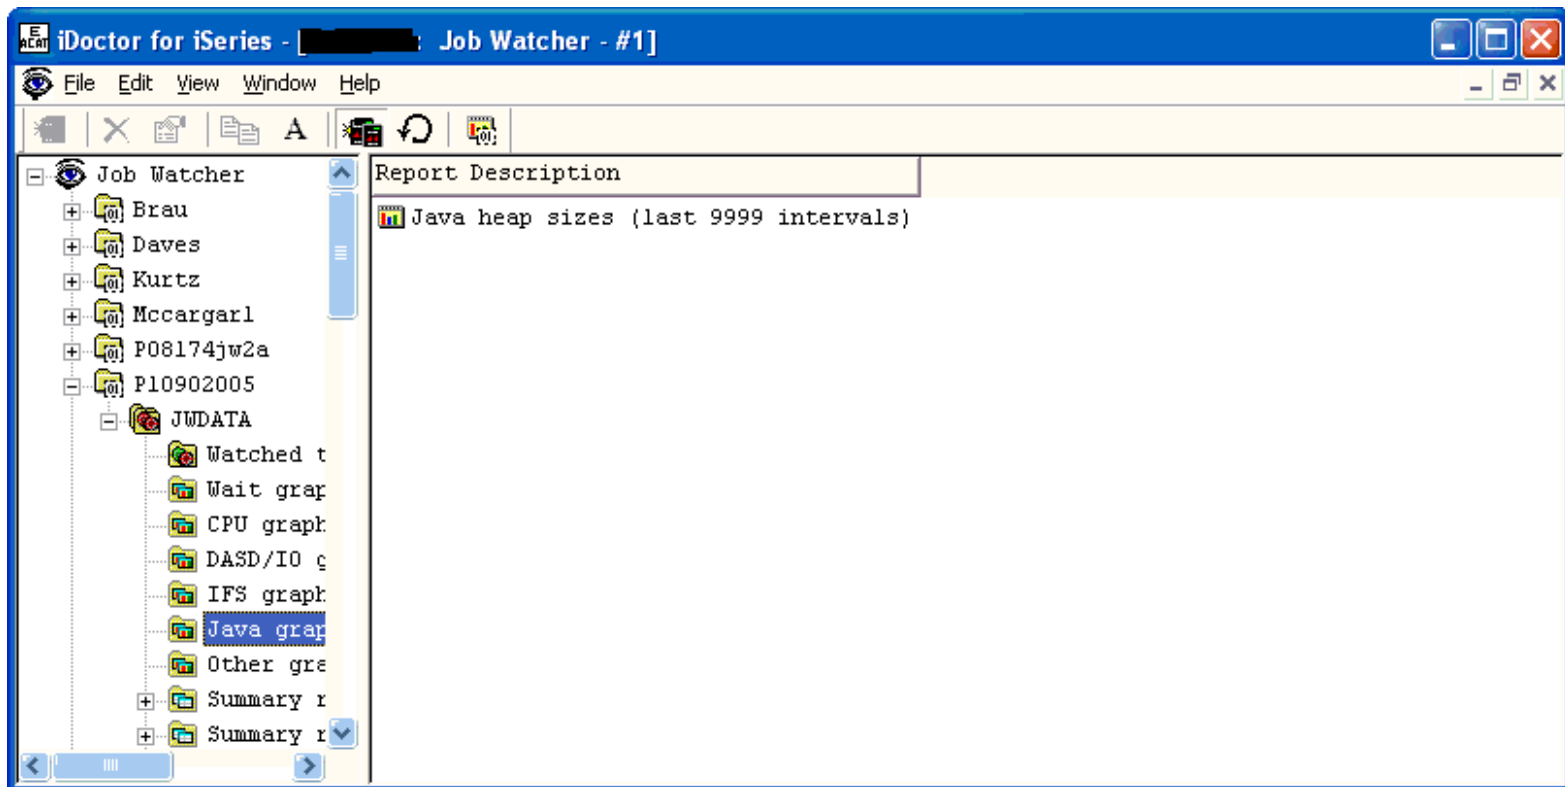 iDoctor for iSeries - [ : Job Watcher - #1]
File Edit View Window Help
A
Job Watcher
Brau
Daves
Kurtz
Mccargarl
P08174jw2a
P10902005
JWDATA
Watched t
Wait grap
CPU graph
DASD/IO g
IFS graph
Java grap
Other gra
Summary r
Summary r
Report Description
Java heap sizes (last 9999 intervals)